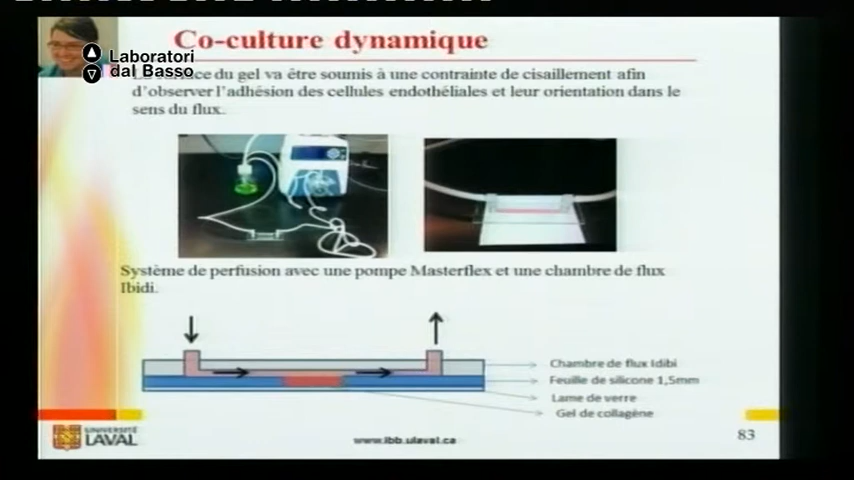 Co-culture dynamique
Laboratori
dal Basso
du gel va être soumis à une contrainte de cisaillement afin
d'observer l'adhésion des cellules endothéliales et leur orientation dans le
sens du flux.
Système de perfusion avec une pompe Masterflex et une chambre de flux
Ibidi.
Chambre de flux Idibi
Feuille de silicone 1,5mm
Lame de verre
Gel de collagène
UNIVERSITÉ
LAVAL
www.ibb.ulaval.ca
83